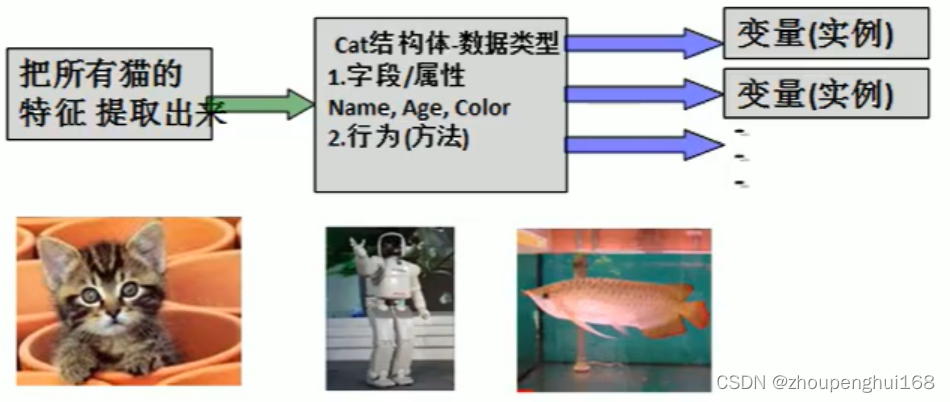 把所有猫的
特征 提取出来
Cat结构体-数据类型
1.字段/属性
Name, Age, Color
2.行为(方法)
变量(实例)
变量(实例)
CSDN @zhoupenghui168